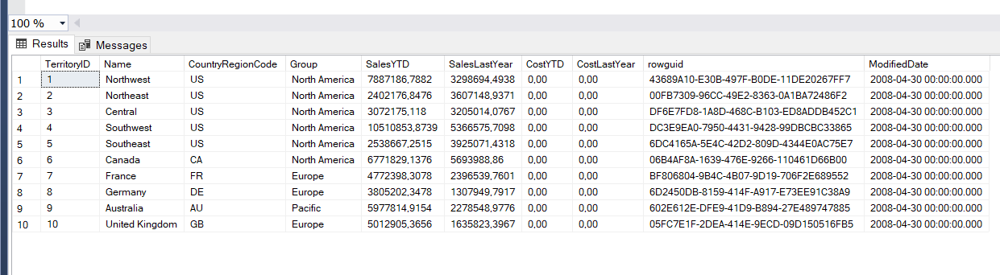 100 %
Results Messages
TerritoryID Name CountryRegionCode Group SalesYTD SalesLastYear CostYTD CostLastYear rowguid ModifiedDate
1 1 Northwest US North America 7887186,7882 3298694,4938 0,00 0,00 43689A10-E30B-497F-B0DE-11DE20267FF7 2008-04-30 00:00:00.000
2 2 Northeast US North America 2402176,8476 3607148,9371 0,00 0,00 00FB7309-96CC-49E2-8363-0A1BA72486F2 2008-04-30 00:00:00.000
3 3 Central US North America 3072175,118 3205014,0767 0,00 0,00 DF6E7FD8-1A8D-468C-B103-ED8ADDB452C1 2008-04-30 00:00:00.000
4 4 Southwest US North America 10510853,8739 5366575,7098 0,00 0,00 DC3E9EA0-7950-4431-9428-99DBCBC33865 2008-04-30 00:00:00.000
5 5 Southeast US North America 2538667,2515 3925071,4318 0,00 0,00 6DC4165A-5E4C-42D2-809D-4344E0AC75E7 2008-04-30 00:00:00.000
6 6 Canada CA North America 6771829,1376 5693988,86 0,00 0,00 06B4AF8A-1639-476E-9266-110461D66B00 2008-04-30 00:00:00.000
7 7 France FR Europe 4772398,3078 2396539,7601 0,00 0,00 BF806804-9B4C-4B07-9D19-706F2E689552 2008-04-30 00:00:00.000
8 8 Germany DE Europe 3805202,3478 1307949,7917 0,00 0,00 6D2450DB-8159-414F-A917-E73EE91C38A9 2008-04-30 00:00:00.000
9 9 Australia AU Pacific 5977814,9154 2278548,9776 0,00 0,00 602E612E-DFE9-41D9-B894-27E489747885 2008-04-30 00:00:00.000
10 10 United Kingdom GB Europe 5012905,3656 1635823,3967 0,00 0,00 05FC7E1F-2DEA-414E-9ECD-09D150516FB5 2008-04-30 00:00:00.000